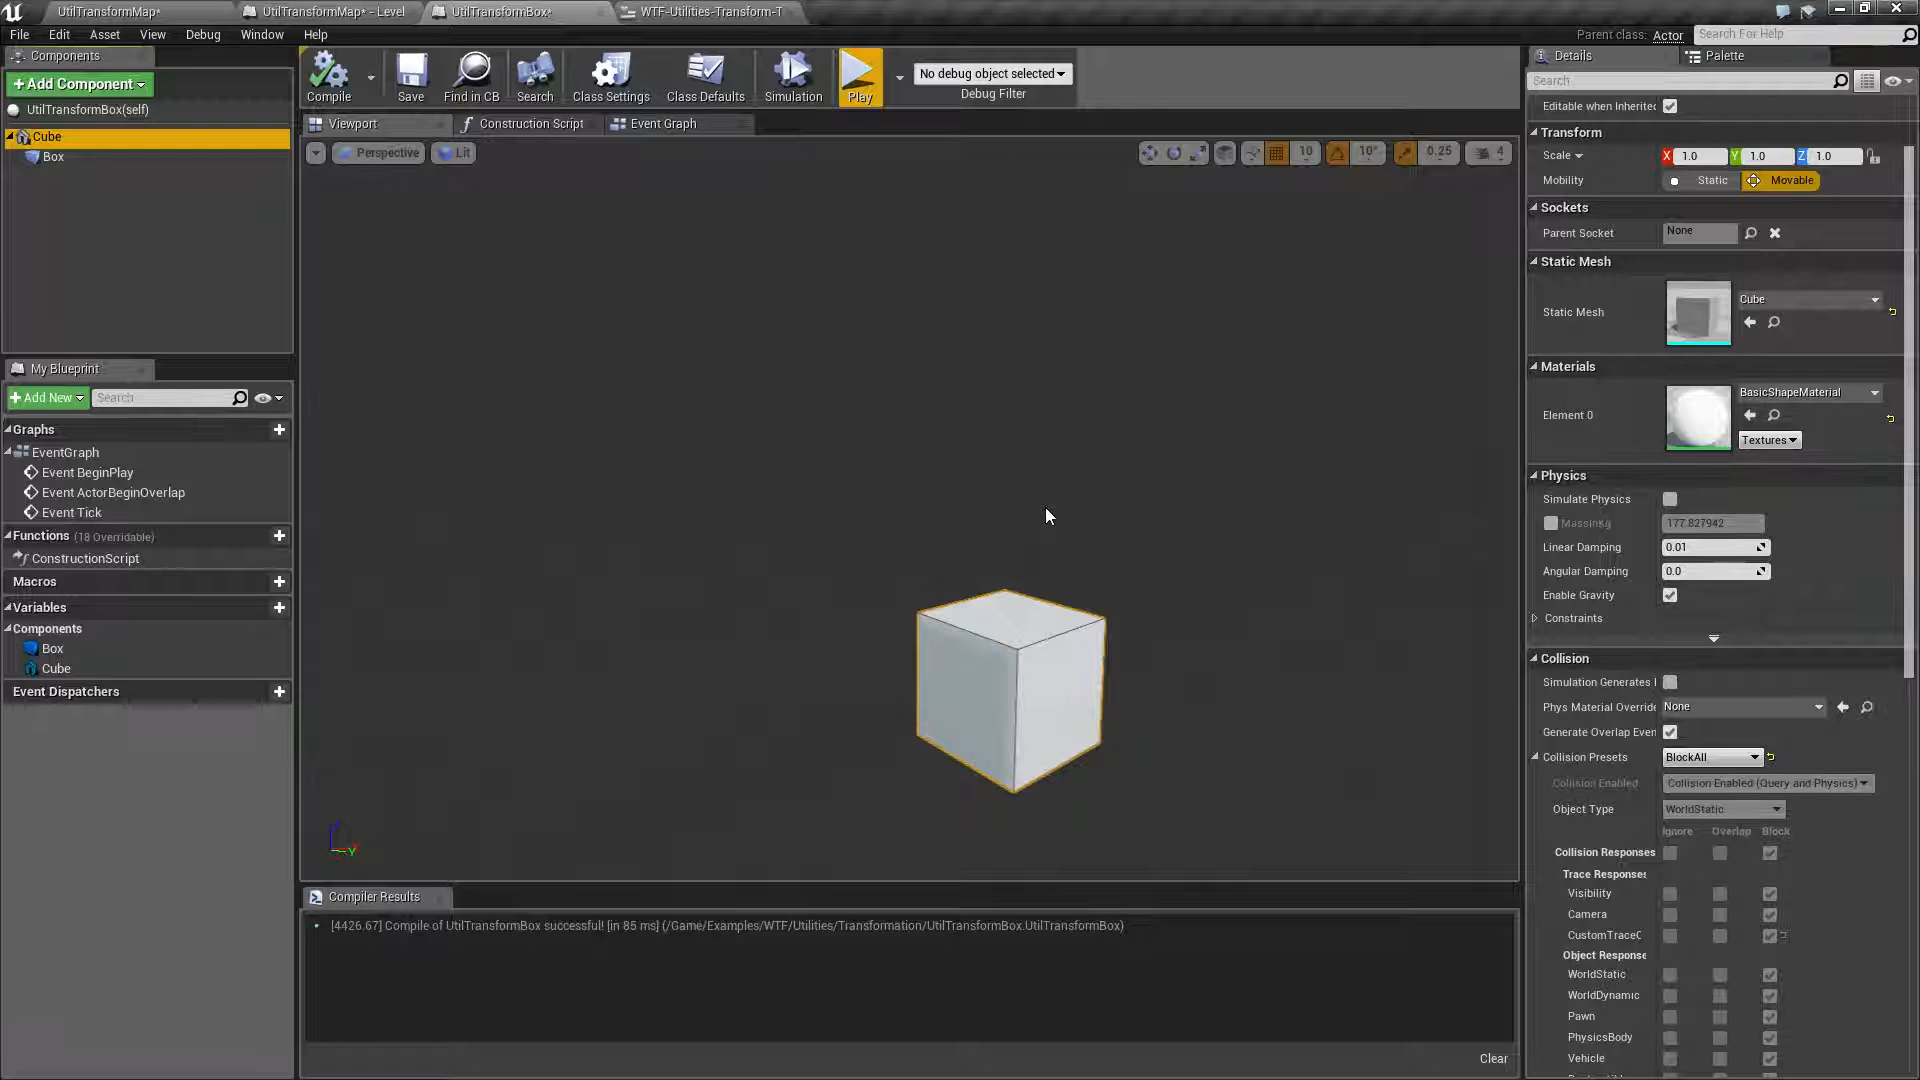 UtilTransformMap*
UtilTransformMap* - Level
UtilTransformBox*
WTF-Utilities-Transform-T
File Edit Asset View Debug Window Help
Parent class: Actor
Search For Help
Components
+Add Component
UtilTransformBox(self)
Cube
Box
Compile
Save
Find in CB
Search
Class Settings
Class Defaults
Simulation
Play
No debug object selected
Debug Filter
Viewport
Construction Script
Event Graph
Perspective
Lit
10
10°
0.25
4
My Blueprint
+Add New
Search
Graphs
EventGraph
Event BeginPlay
Event ActorBeginOverlap
Event Tick
Functions (18 Overridable)
ConstructionScript
Macros
Variables
Components
Box
Cube
Event Dispatchers
Y
Compiler Results
[4426.67] Compile of UtilTransformBox successful! [in 85 ms] (/Game/Examples/WTF/Utilities/Transformation/UtilTransformBox.UtilTransformBox)
Clear
Details
Palette
Search
Editable when Inherited
Transform
Scale X 1.0 Y 1.0 Z 1.0
Mobility Static Movable
Sockets
Parent Socket None
Static Mesh
Static Mesh Cube
Materials
Element 0 BasicShapeMaterial
Textures
Physics
Simulate Physics
MassInKg 177.827942
Linear Damping 0.01
Angular Damping 0.0
Enable Gravity
Constraints
Collision
Simulation Generates
Phys Material Override None
Generate Overlap Even
Collision Presets BlockAll
Collision Enabled Collision Enabled (Query and Physics)
Object Type WorldStatic
Ignore Overlap Block
Collision Responses
Trace Responses
Visibility
Camera
CustomTraceC
Object Response
WorldStatic
WorldDynamic
Pawn
PhysicsBody
Vehicle